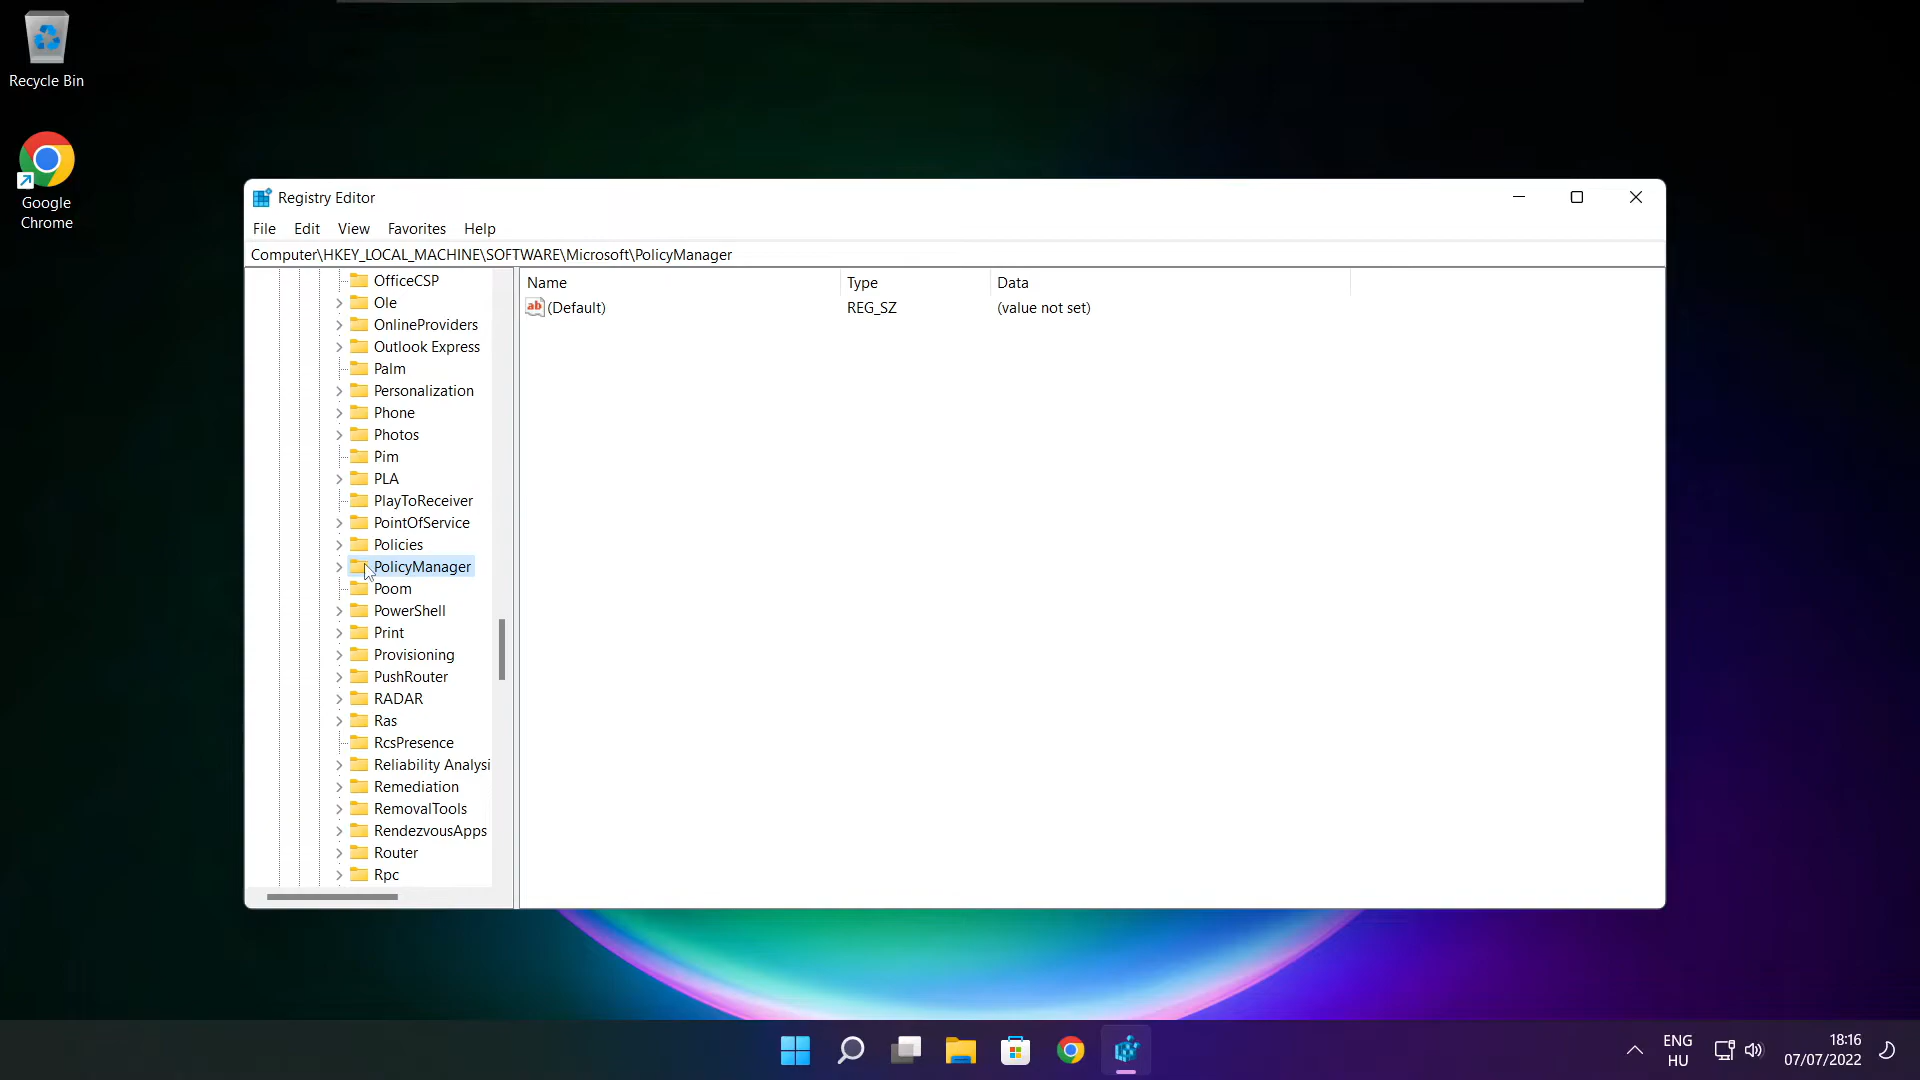 Recycle Bin
Google
Chrome
Registry Editor
File Edit View Favorites Help
Computer\HKEY_LOCAL_MACHINE\SOFTWARE\Microsoft\PolicyManager
OfficeCSP
Ole
OnlineProviders
Outlook Express
Palm
Personalization
Phone
Photos
Pim
PLA
PlayToReceiver
PointOfService
Policies
PolicyManager
Poom
PowerShell
Print
Provisioning
PushRouter
RADAR
Ras
RcsPresence
Reliability Analysi
Remediation
RemovalTools
RendezvousApps
Router
Rpc
Name Type Data
ab (Default) REG_SZ (value not set)
ENG
HU
18:16
07/07/2022